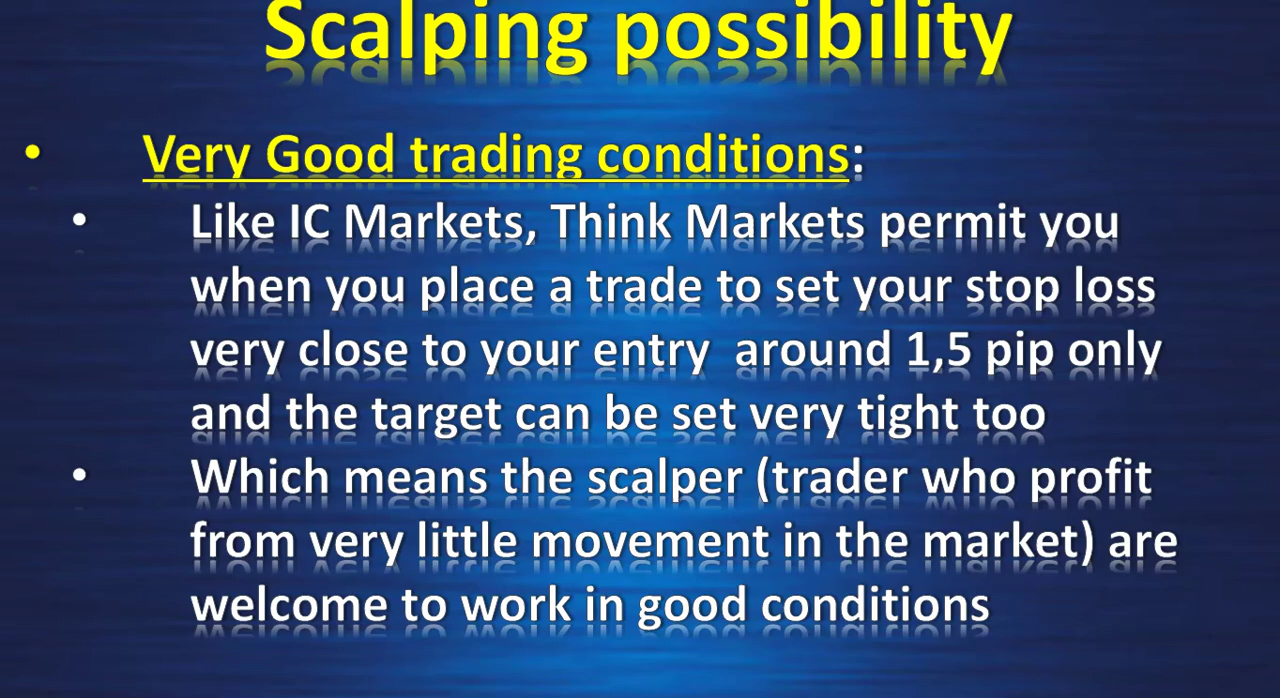 Scalping possibility
• Very Good trading conditions:
• Like IC Markets, Think Markets permit you
when you place a trade to set your stop loss
very close to your entry  around 1,5 pip only
and the target can be set very tight too
• Which means the scalper (trader who profit
from very little movement in the market) are
welcome to work in good conditions